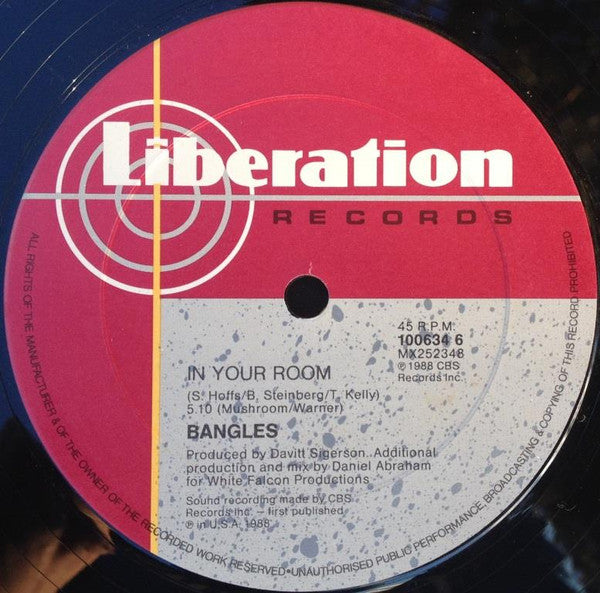 Liberation
RECORDS
45 R.P.M.
100634 6
MX252348
℗ 1988 CBS
Records Inc.
IN YOUR ROOM
(S. Hoffs/B. Steinberg/T. Kelly)
5.10 (Mushroom/Warner)
BANGLES
Produced by Davitt Sigerson. Additional
production and mix by Daniel Abraham
for White Falcon Productions
Sound recording made by CBS
Records Inc. – first published
℗ in U.S.A. 1988
ALL RIGHTS OF THE MANUFACTURER & OF THE OWNER OF THE RECORDED WORK RESERVED•UNAUTHORISED PUBLIC PERFORMANCE, BROADCASTING & COPYING OF THIS RECORD PROHIBITED